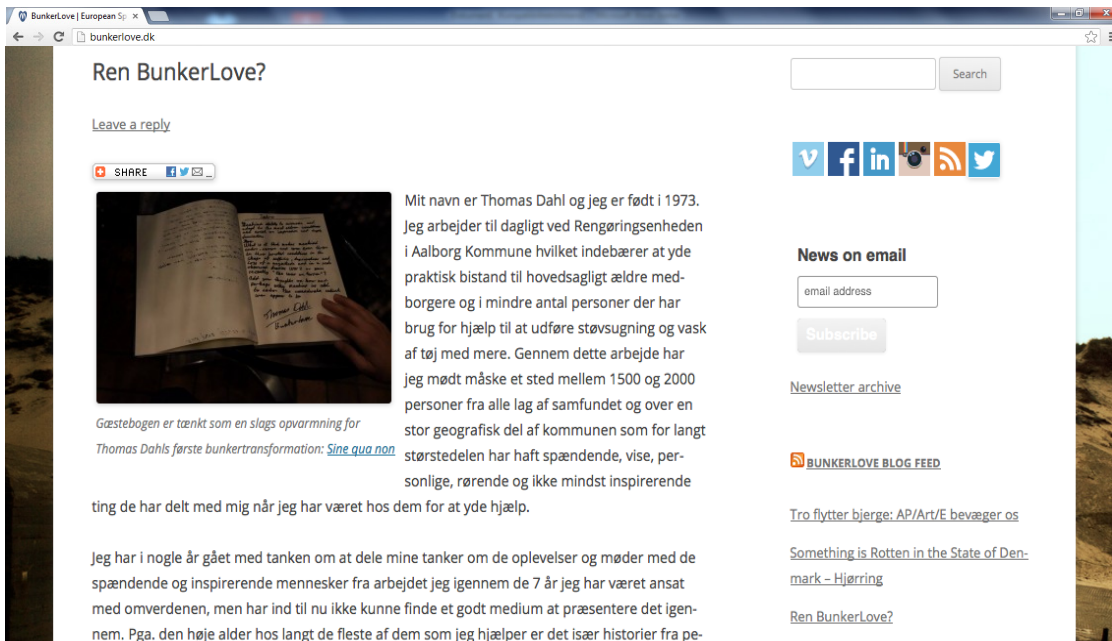 BunkerLove | European Sp
bunkerlove.dk
Ren BunkerLove?
Leave a reply
SHARE
Mit navn er Thomas Dahl og jeg er født i 1973.
Jeg arbejder til dagligt ved Rengøringsenheden
i Aalborg Kommune hvilket indebærer at yde
praktisk bistand til hovedsagligt ældre med-
borgere og i mindre antal personer der har
brug for hjælp til at udføre støvsugning og vask
af tøj med mere. Gennem dette arbejde har
jeg mødt måske et sted mellem 1500 og 2000
personer fra alle lag af samfundet og over en
stor geografisk del af kommunen som for langt
størstedelen har haft spændende, vise, per-
sonlige, rørende og ikke mindst inspirerende
ting de har delt med mig når jeg har været hos dem for at yde hjælp.
Thomas Dahl
BunkerLove
Gæstebogen er tænkt som en slags opvarmning for
Thomas Dahls første bunkertransformation: Sine qua non
Jeg har i nogle år gået med tanken om at dele mine tanker om de oplevelser og møder med de
spændende og inspirerende mennesker fra arbejdet jeg igennem de 7 år jeg har været ansat
med omverdenen, men har ind til nu ikke kunne finde et godt medium at præsentere det igen-
nem. Pga. den høje alder hos langt de fleste af dem som jeg hjælper er det især historier fra pe-
Search
News on email
email address
Subscribe
Newsletter archive
BUNKERLOVE BLOG FEED
Tro flytter bjerge: AP/Art/E bevæger os
Something is Rotten in the State of Den-
mark – Hjørring
Ren BunkerLove?